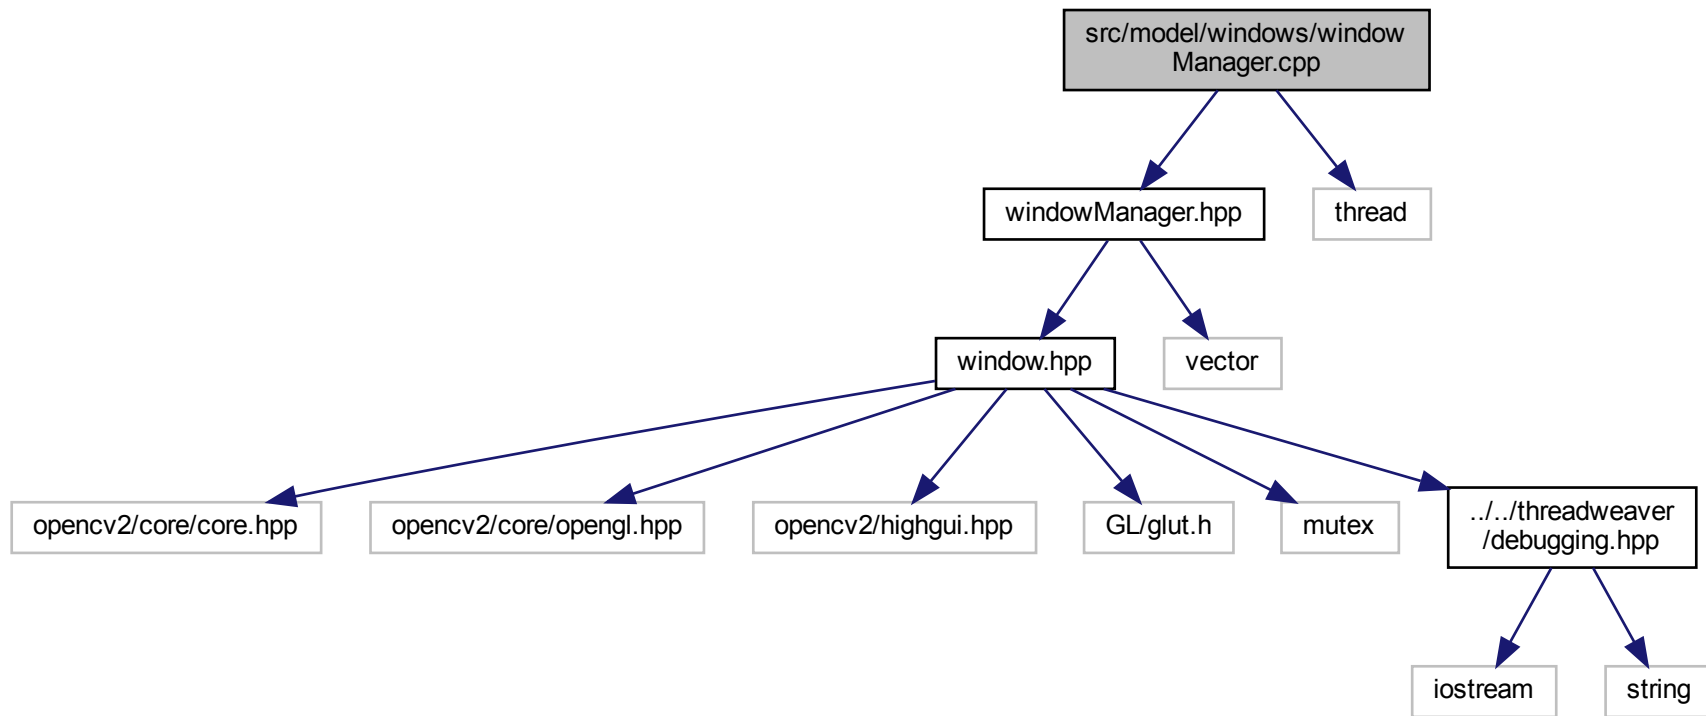 src/model/windows/window
Manager.cpp
windowManager.hpp
thread
window.hpp
vector
opencv2/core/core.hpp
opencv2/core/opengl.hpp
opencv2/highgui.hpp
GL/glut.h
mutex
../../threadweaver
/debugging.hpp
iostream
string